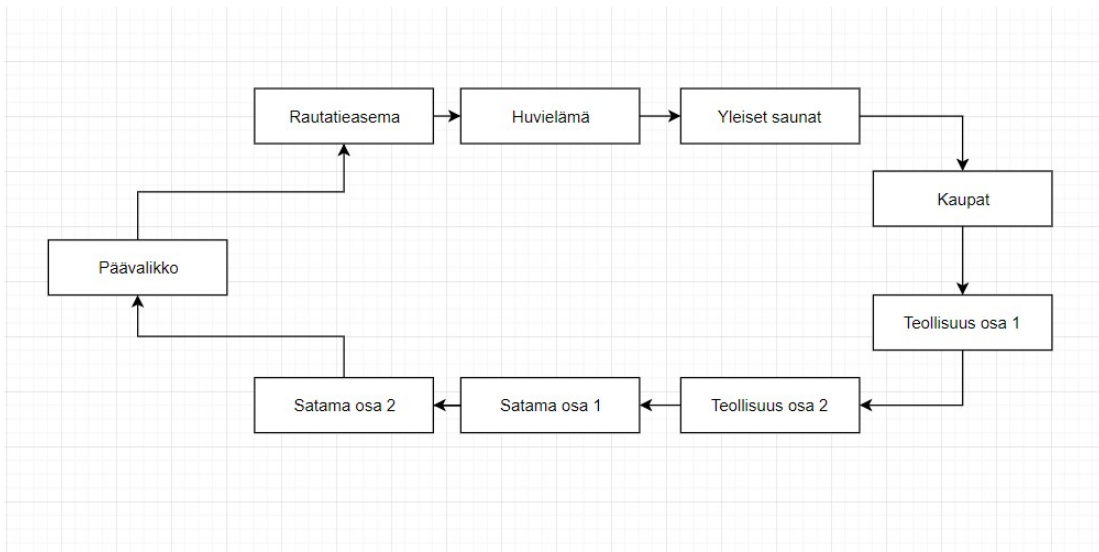 Rautatieasema
Huvielämä
Yleiset saunat
Kaupat
Päävalikko
Teollisuus osa 1
Satama osa 2
Satama osa 1
Teollisuus osa 2